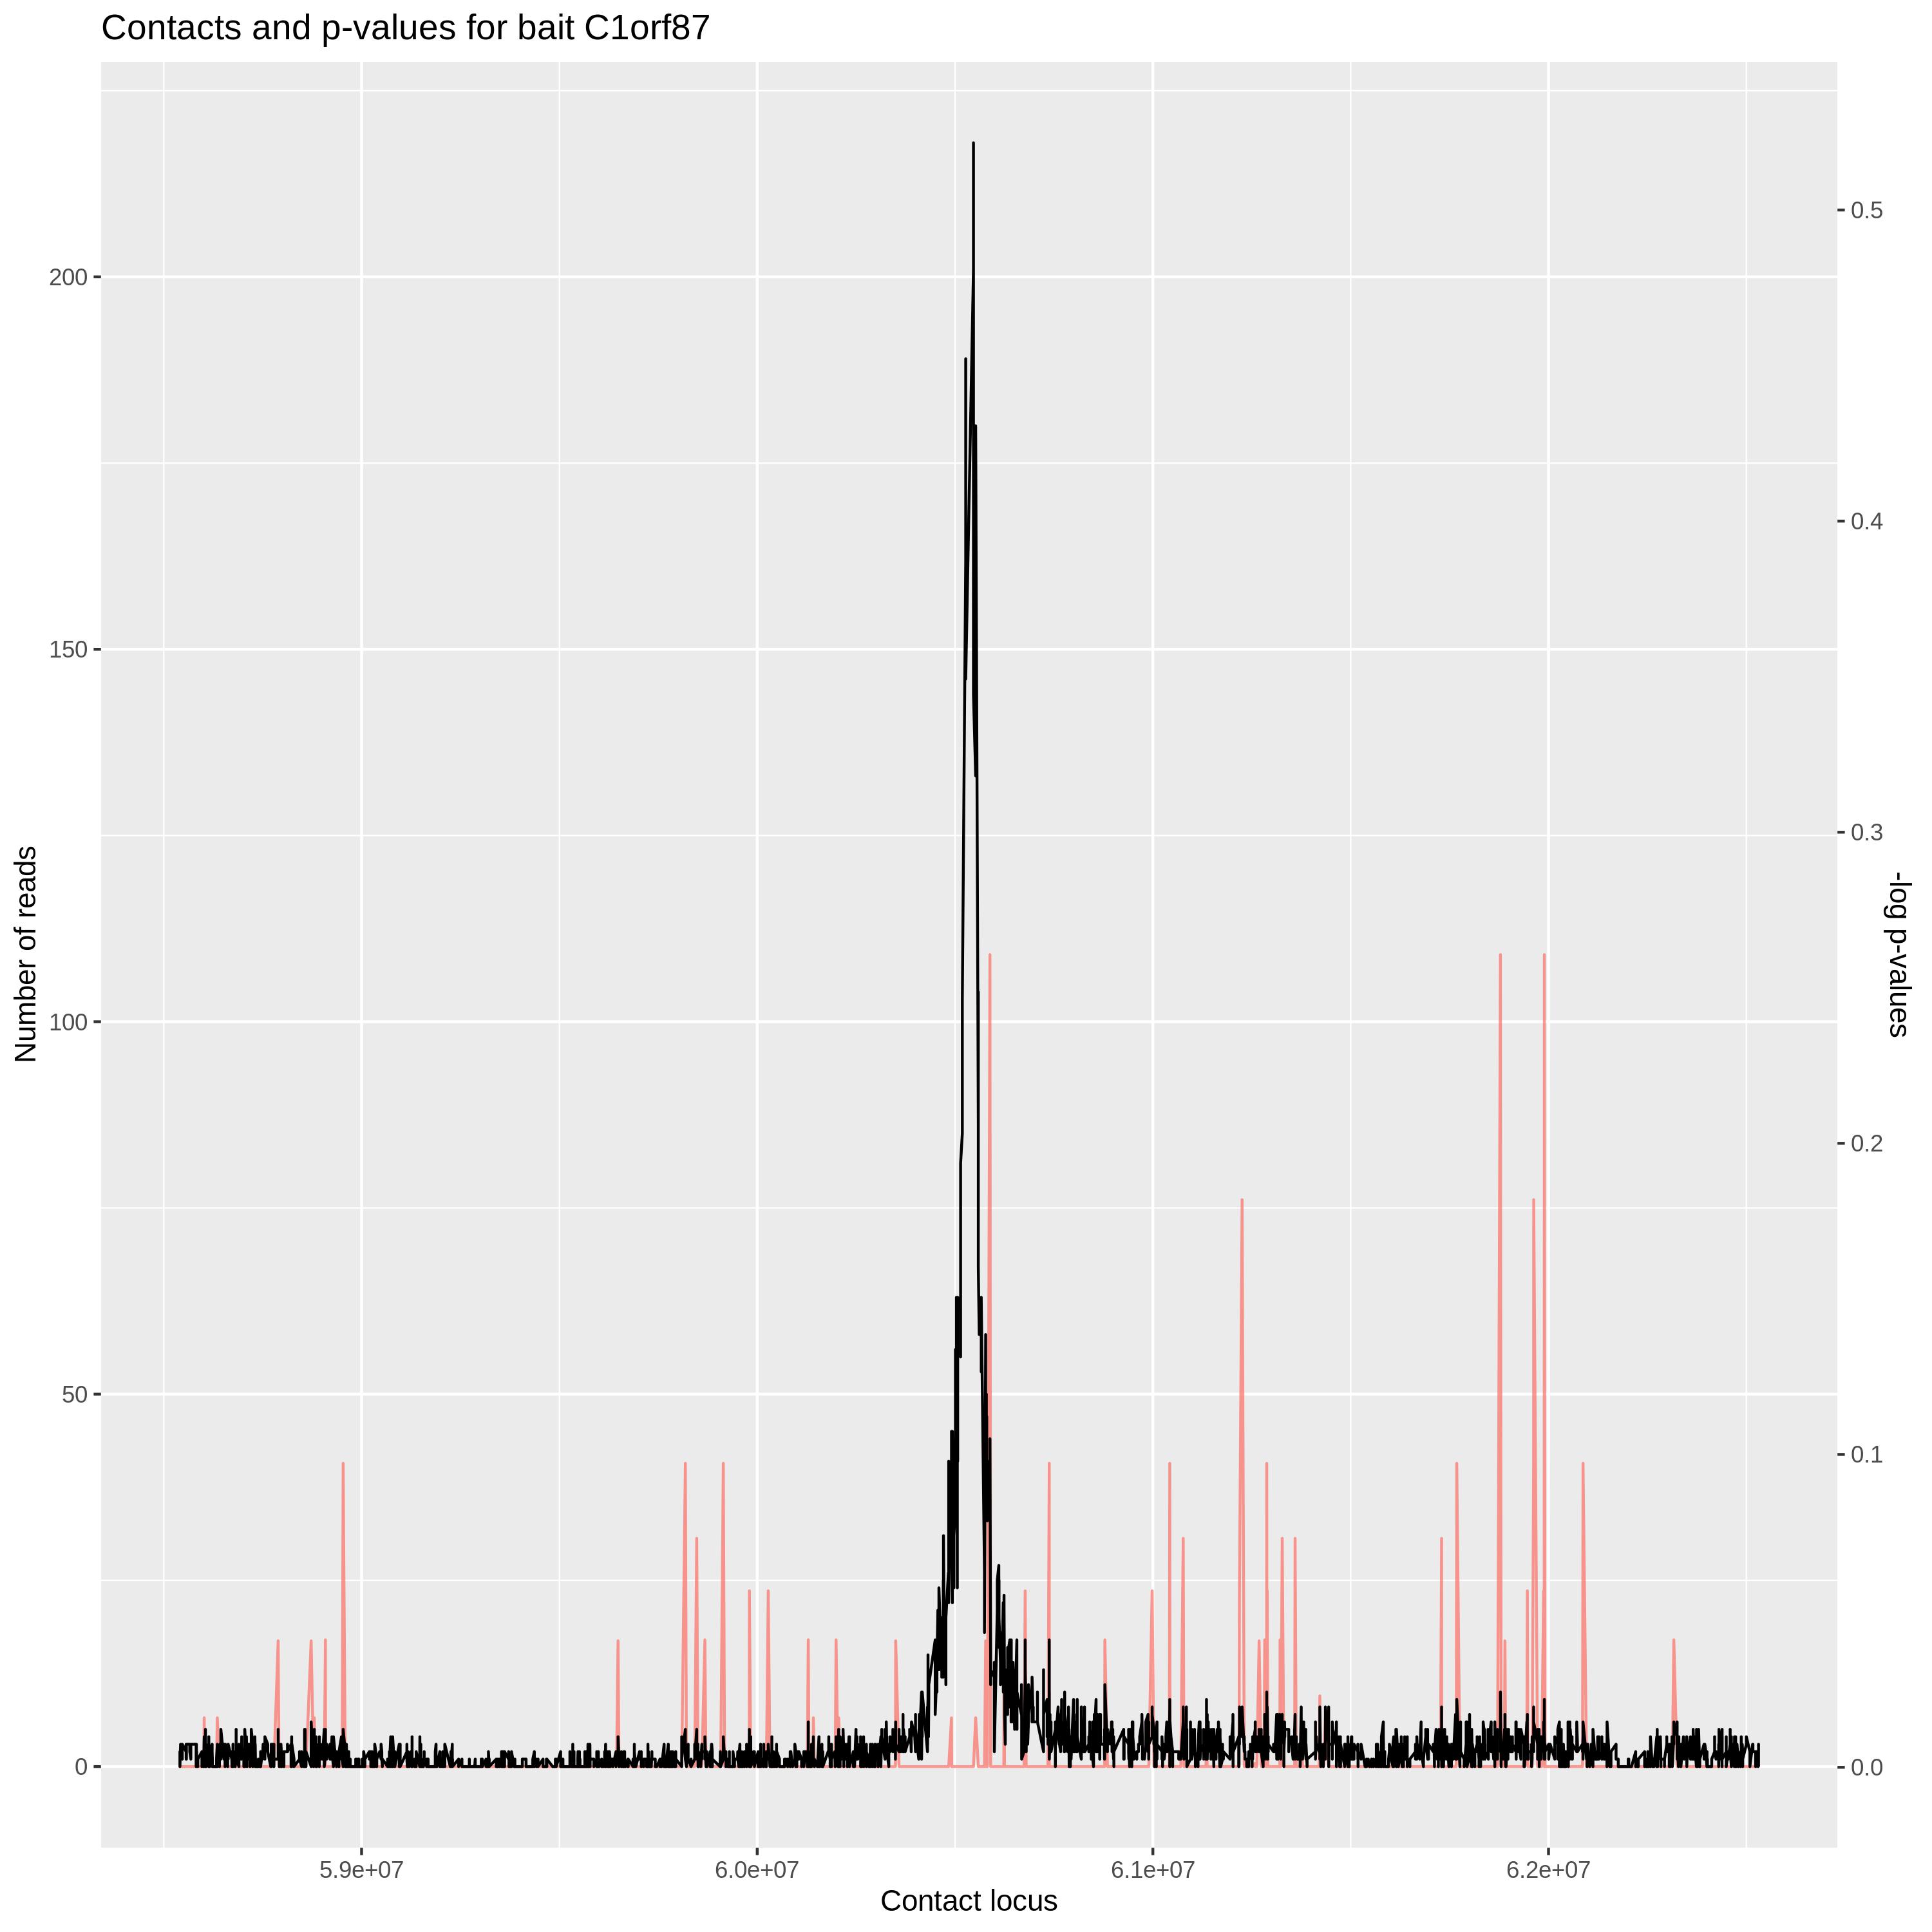 Contacts and p-values for bait C1orf87
Number of reads
200
150
100
50
0
0.5
0.4
0.3
0.2
0.1
0.0
-log p-values
5.9e+07 6.0e+07 6.1e+07 6.2e+07
Contact locus